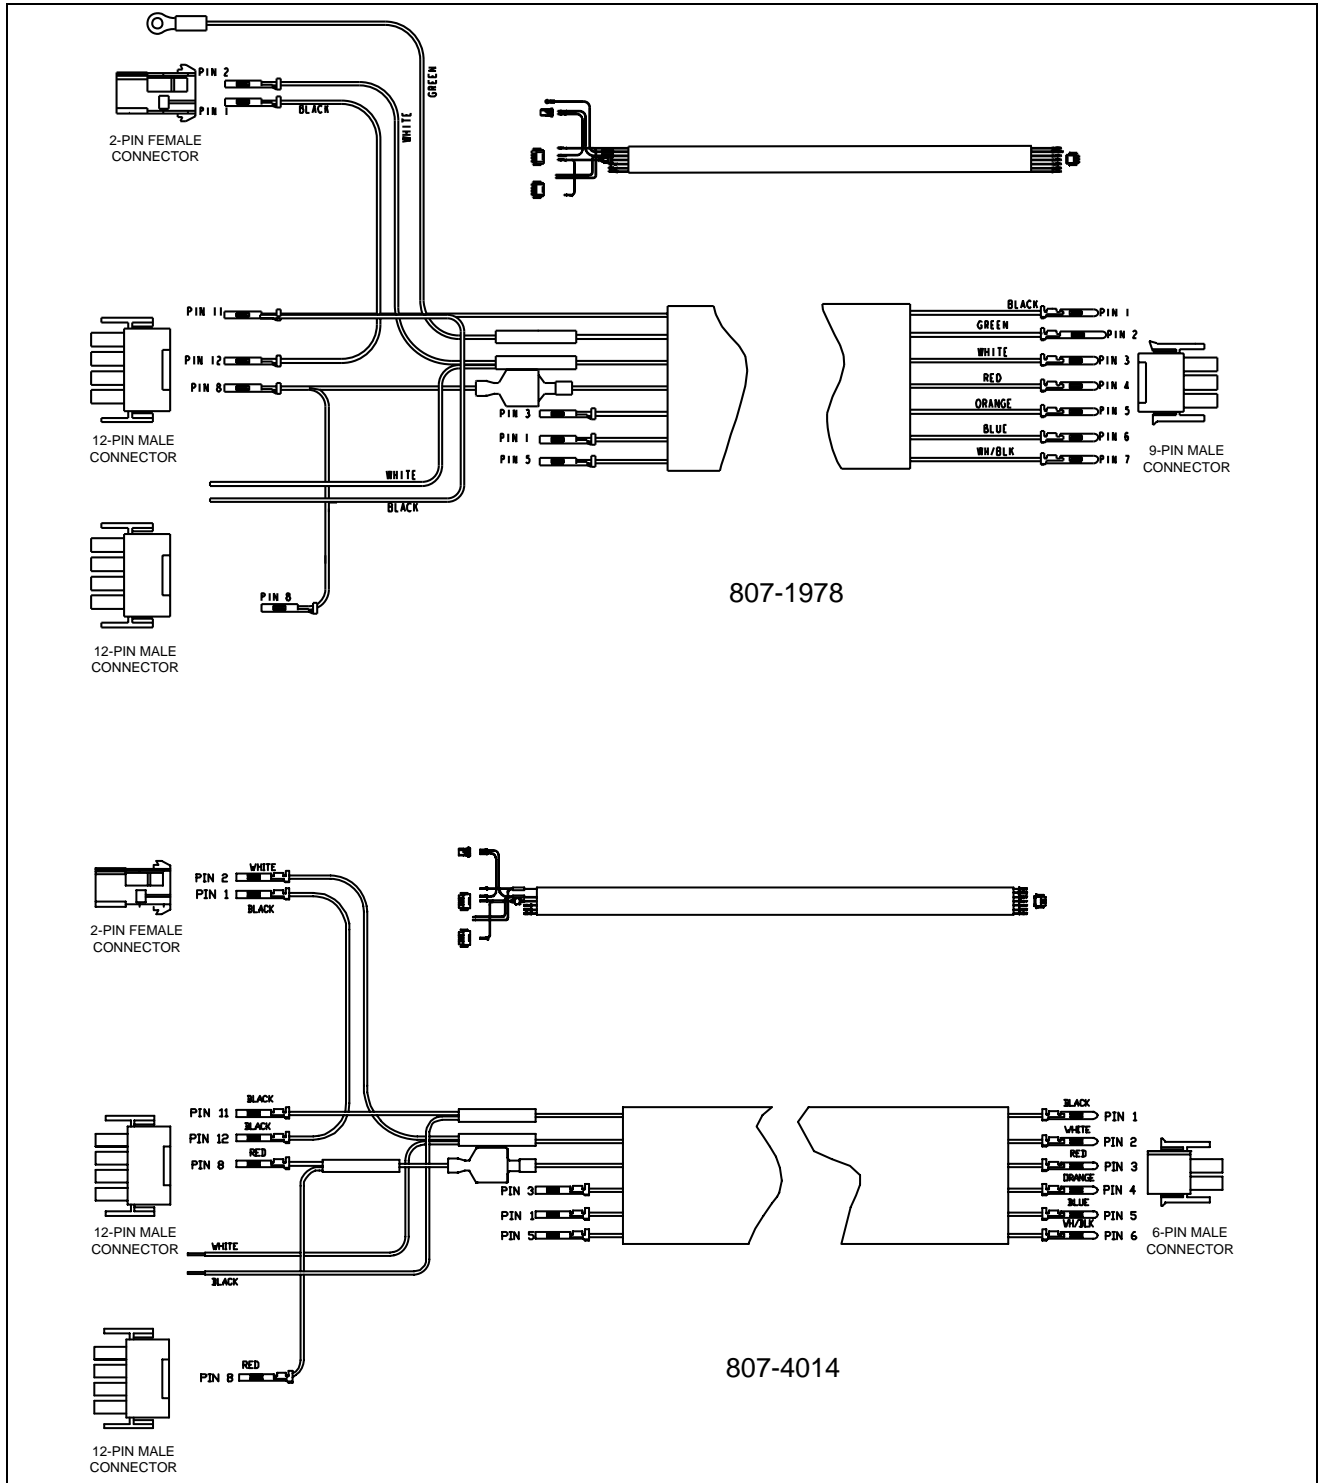 PIN 2
PIN 1
BLACK
GREEN
WHITE
2-PIN FEMALE
CONNECTOR
PIN 11
PIN 12
PIN 8
12-PIN MALE
CONNECTOR
PIN 3
PIN 1
PIN 5
WHITE
BLACK
BLACK
PIN 1
GREEN
PIN 2
WHITE
PIN 3
RED
PIN 4
ORANGE
PIN 5
BLUE
PIN 6
WH/BLK
PIN 7
9-PIN MALE
CONNECTOR
PIN 8
12-PIN MALE
CONNECTOR
807-1978
WHITE
PIN 2
PIN 1
BLACK
2-PIN FEMALE
CONNECTOR
BLACK
PIN 11
BLACK
PIN 12
RED
PIN 8
12-PIN MALE
CONNECTOR
PIN 3
PIN 1
PIN 5
WHITE
BLACK
BLACK
PIN 1
WHITE
PIN 2
RED
PIN 3
ORANGE
PIN 4
BLUE
PIN 5
WH/BLK
PIN 6
6-PIN MALE
CONNECTOR
RED
PIN 8
12-PIN MALE
CONNECTOR
807-4014